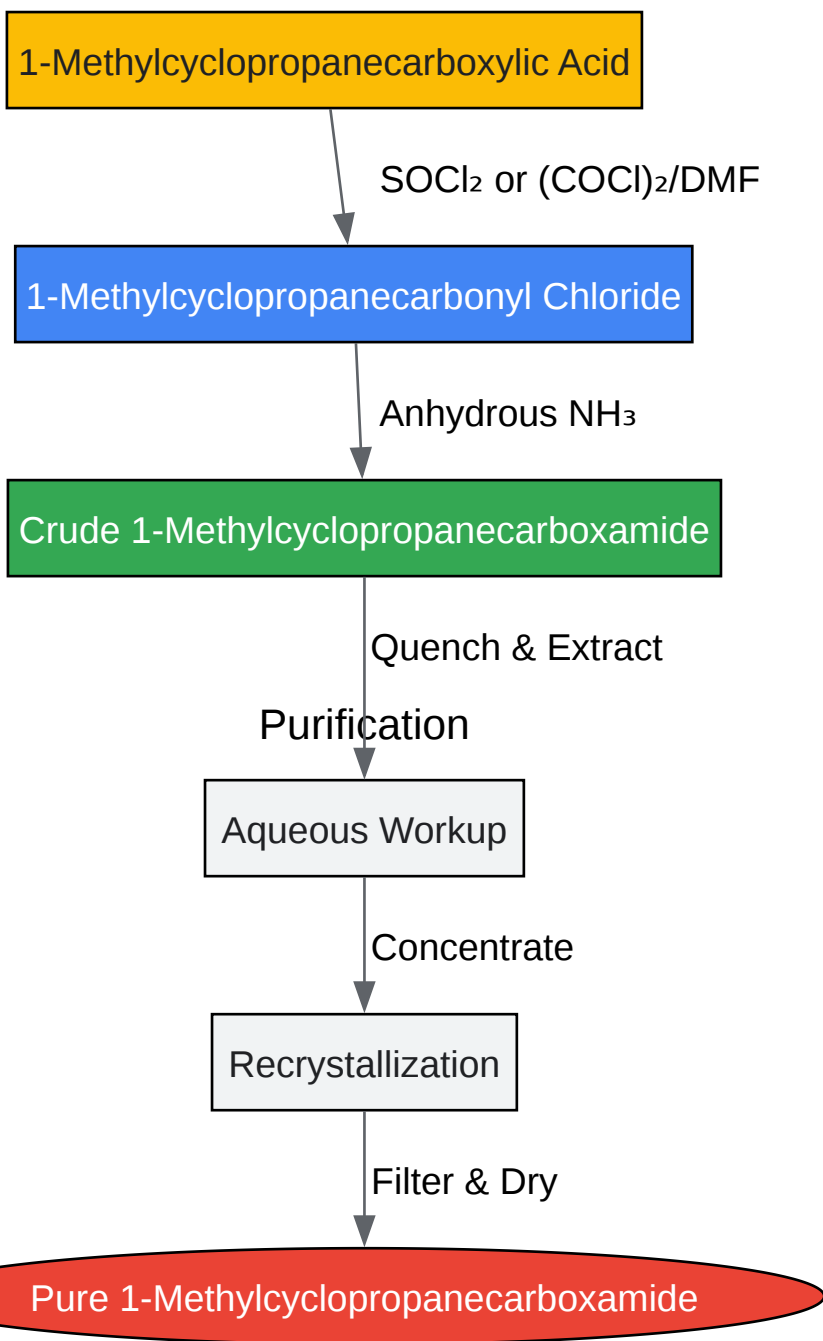 1-Methylcyclopropanecarboxylic Acid
SOCl₂ or (COCl)₂/DMF
1-Methylcyclopropanecarbonyl Chloride
Anhydrous NH₃
Crude 1-Methylcyclopropanecarboxamide
Quench & Extract
Purification
Aqueous Workup
Concentrate
Recrystallization
Filter & Dry
Pure 1-Methylcyclopropanecarboxamide